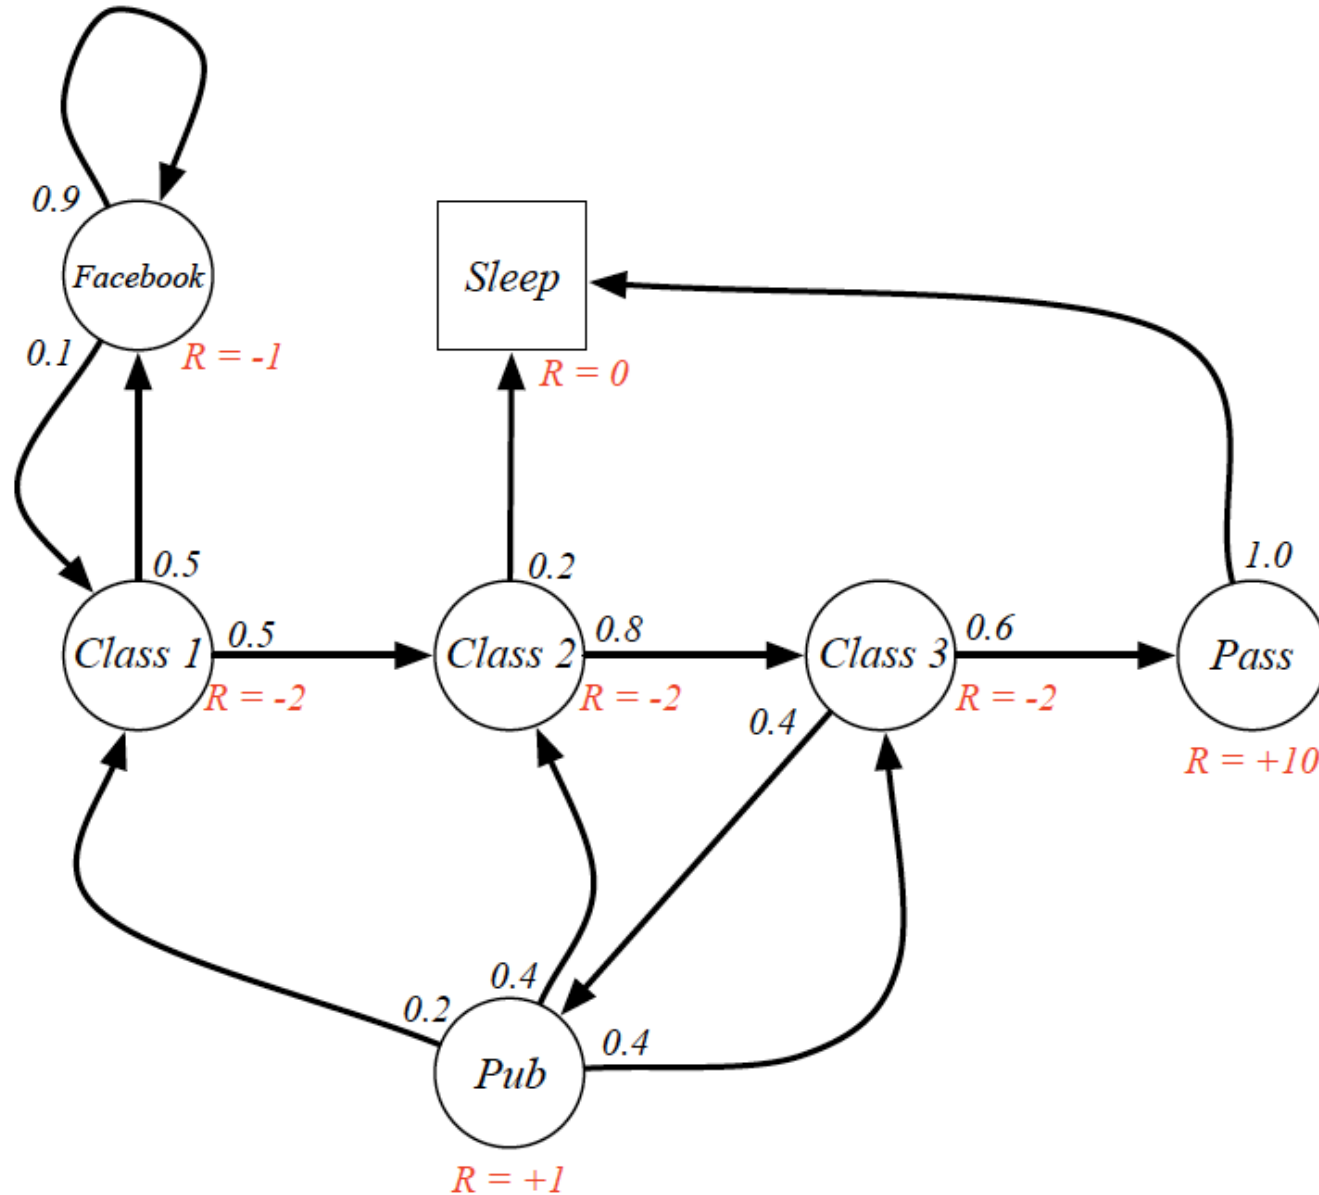 0.9
Facebook
0.1
R = -1
Sleep
R = 0
0.5
0.2
1.0
Class 1
0.5
R = -2
Class 2
0.8
R = -2
Class 3
0.6
R = -2
Pass
R = +10
0.4
0.4
0.2
0.4
Pub
R = +1